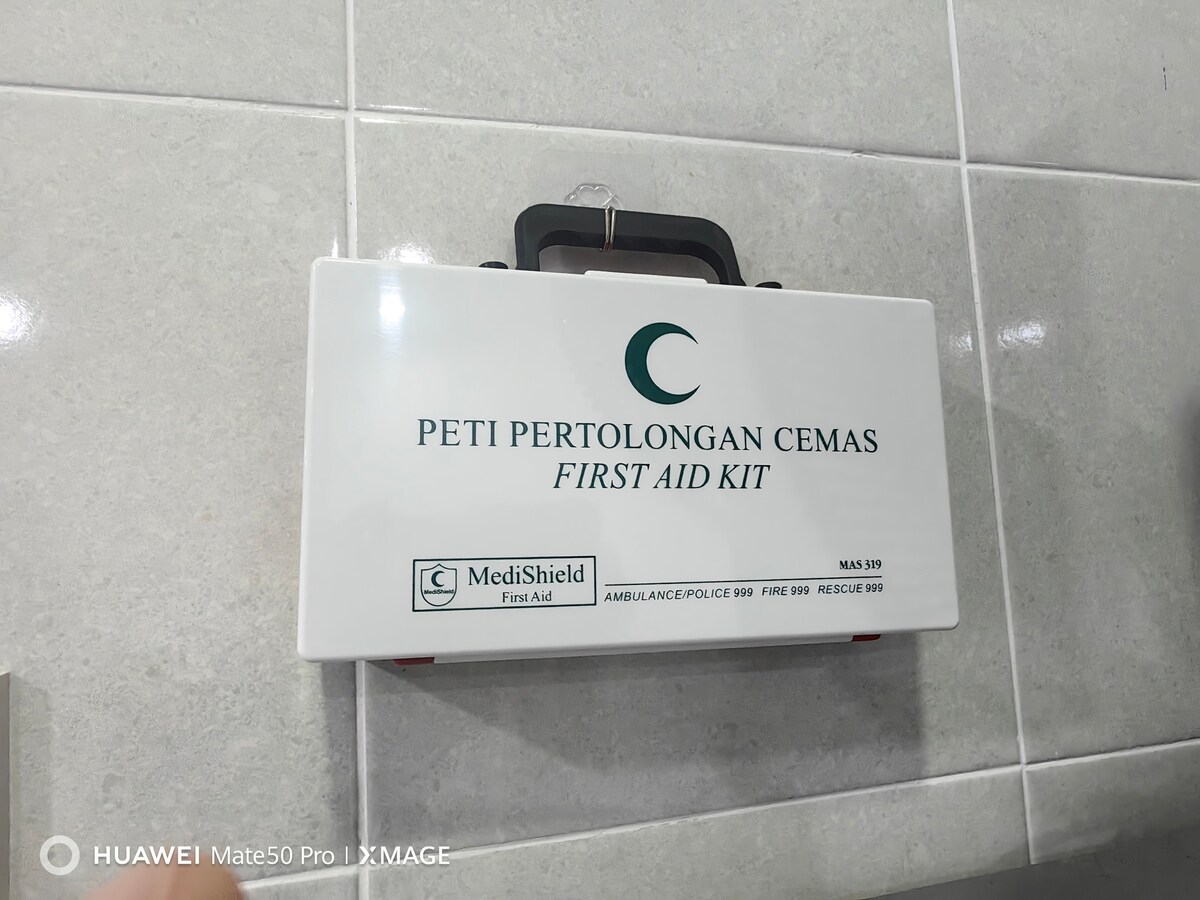 PETI PERTOLONGAN CEMAS
FIRST AID KIT
MediShield
MediShield
First Aid
MAS 319
AMBULANCE/POLICE 999 FIRE 999 RESCUE 999
HUAWEI Mate50 Pro | XMAGE